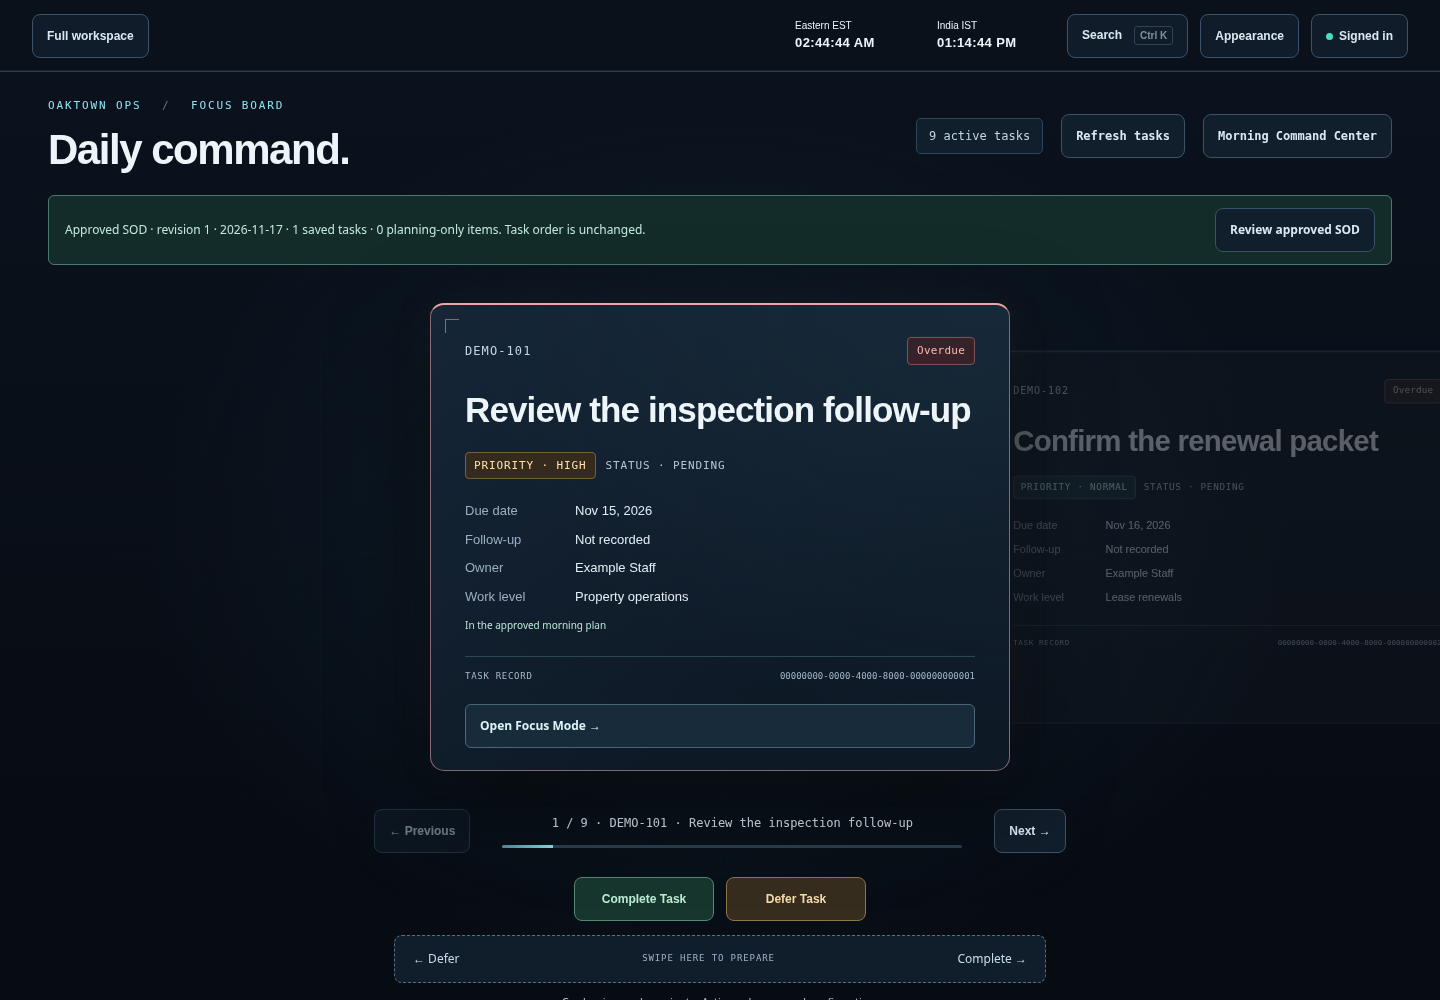 Full workspace
Eastern EST
02:44:44 AM
India IST
01:14:44 PM
Search Ctrl K
Appearance
Signed in
OAKTOWN OPS / FOCUS BOARD
Daily command.
9 active tasks
Refresh tasks
Morning Command Center
Approved SOD · revision 1 · 2026-11-17 · 1 saved tasks · 0 planning-only items. Task order is unchanged.
Review approved SOD
DEMO-101
Overdue
Review the inspection follow-up
PRIORITY · HIGH STATUS · PENDING
Due date Nov 15, 2026
Follow-up Not recorded
Owner Example Staff
Work level Property operations
In the approved morning plan
TASK RECORD 00000000-0000-4000-8000-000000000001
Open Focus Mode →
DEMO-102
Overdue
Confirm the renewal packet
PRIORITY · NORMAL STATUS · PENDING
Due date Nov 16, 2026
Follow-up Not recorded
Owner Example Staff
Work level Lease renewals
TASK RECORD
← Previous
1 / 9 · DEMO-101 · Review the inspection follow-up
Next →
Complete Task
Defer Task
← Defer
SWIPE HERE TO PREPARE
Complete →